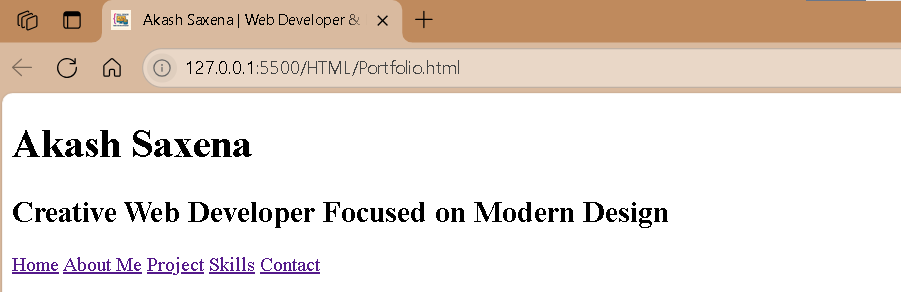 Akash Saxena | Web Developer &
127.0.0.1:5500/HTML/Portfolio.html
Akash Saxena
Creative Web Developer Focused on Modern Design
Home About Me Project Skills Contact